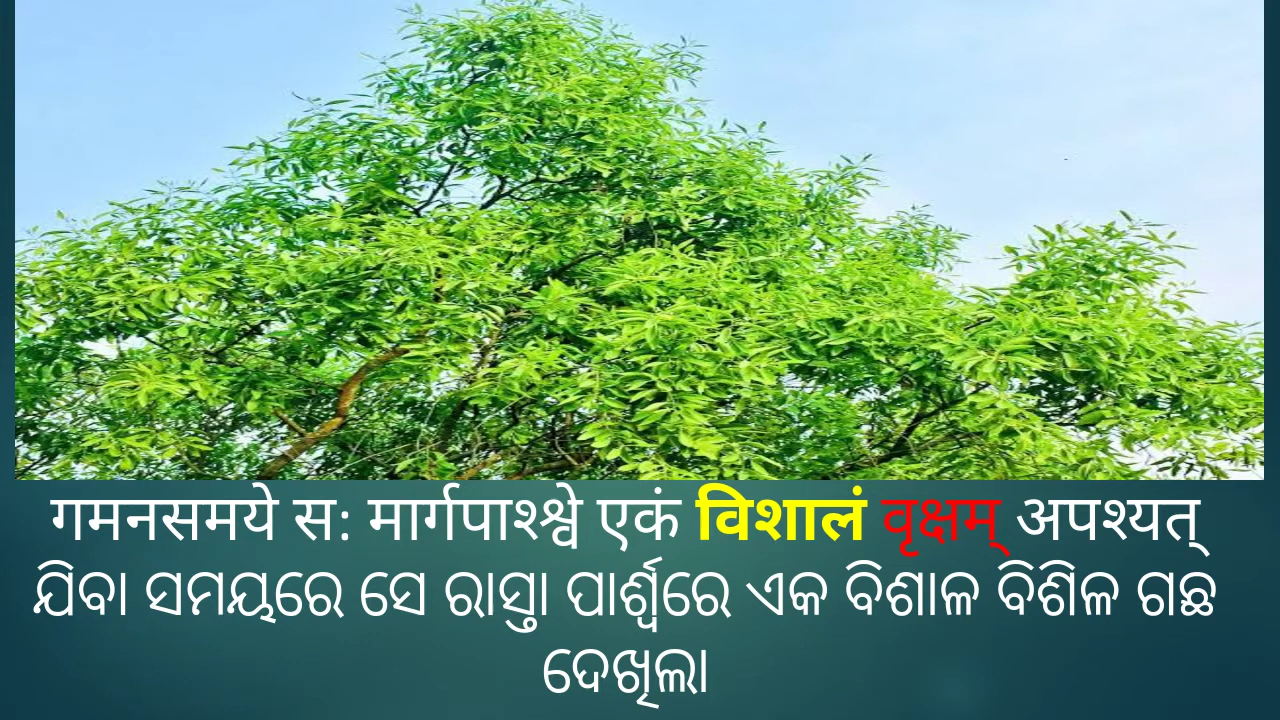 गमनसमये स: मार्गपाश्श्वे एकं विशालं वृक्षम् अपश्यत्
ଯିବା ସମୟରେ ସେ ରାସ୍ତା ପାର୍ଶ୍ୱରେ ଏକ ବିଶାଳ ବିଶିଳ ଗଛ
ଦେଖିଲା